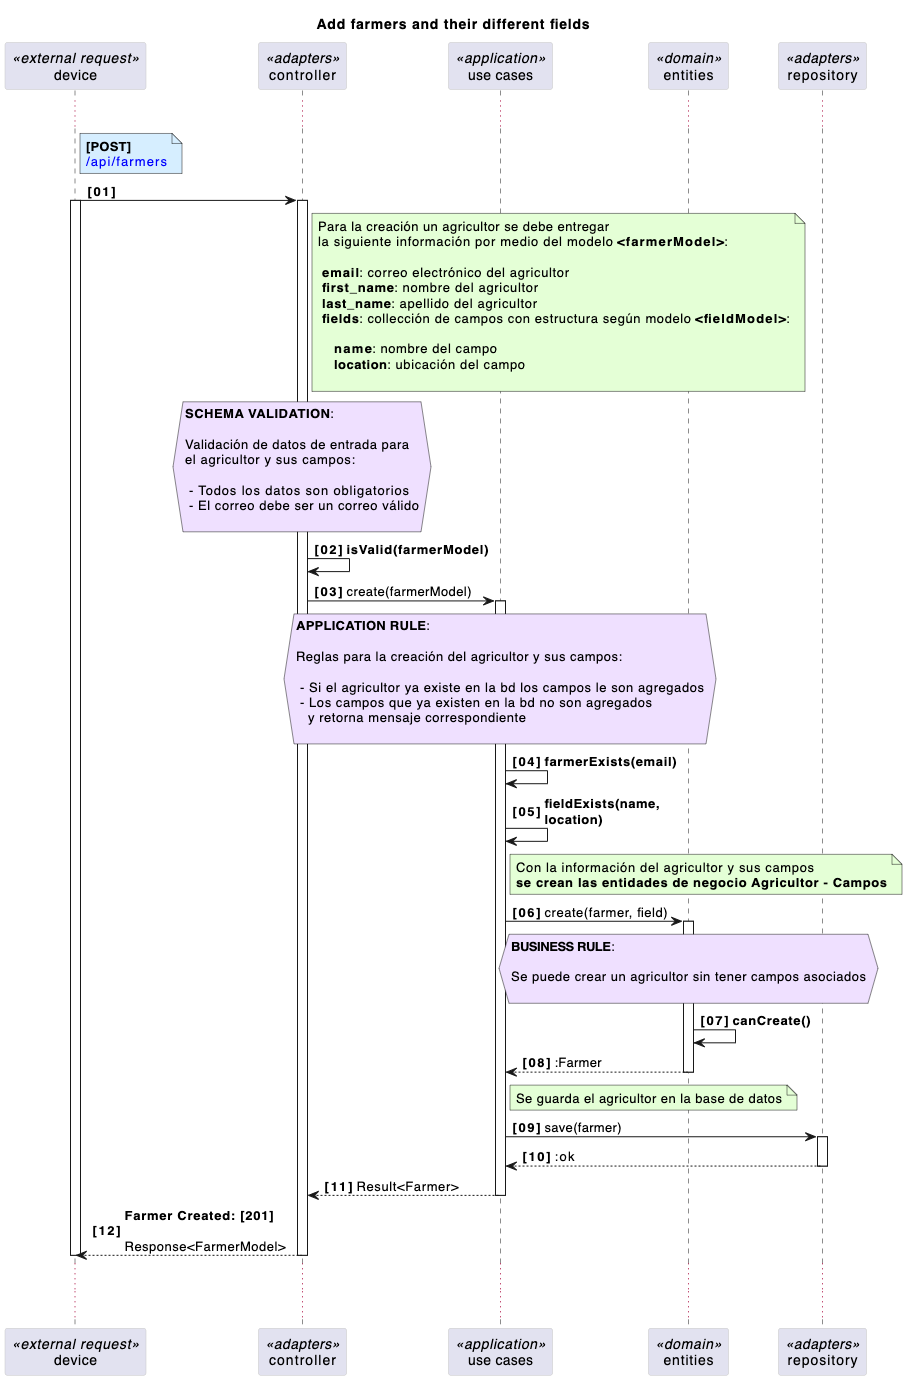 Add farmers and their different fields
«external request»
device
«adapters»
controller
«application»
use cases
«domain»
entities
«adapters»
repository
[POST]
/api/farmers
[01]
Para la creación un agricultor se debe entregar
la siguiente información por medio del modelo <farmerModel>:
email: correo electrónico del agricultor
first_name: nombre del agricultor
last_name: apellido del agricultor
fields: collección de campos con estructura según modelo <fieldModel>:
name: nombre del campo
location: ubicación del campo
SCHEMA VALIDATION:
Validación de datos de entrada para
el agricultor y sus campos:
- Todos los datos son obligatorios
- El correo debe ser un correo válido
[02] isValid(farmerModel)
[03] create(farmerModel)
APPLICATION RULE:
Reglas para la creación del agricultor y sus campos:
- Si el agricultor ya existe en la bd los campos le son agregados
- Los campos que ya existen en la bd no son agregados
y retorna mensaje correspondiente
[04] farmerExists(email)
[05] fieldExists(name,
location)
Con la información del agricultor y sus campos
se crean las entidades de negocio Agricultor - Campos
[06] create(farmer, field)
BUSINESS RULE:
Se puede crear un agricultor sin tener campos asociados
[07] canCreate()
[08] :Farmer
Se guarda el agricultor en la base de datos
[09] save(farmer)
[10] :ok
[11] Result<Farmer>
Farmer Created: [201]
[12]
Response<FarmerModel>
«external request»
device
«adapters»
controller
«application»
use cases
«domain»
entities
«adapters»
repository